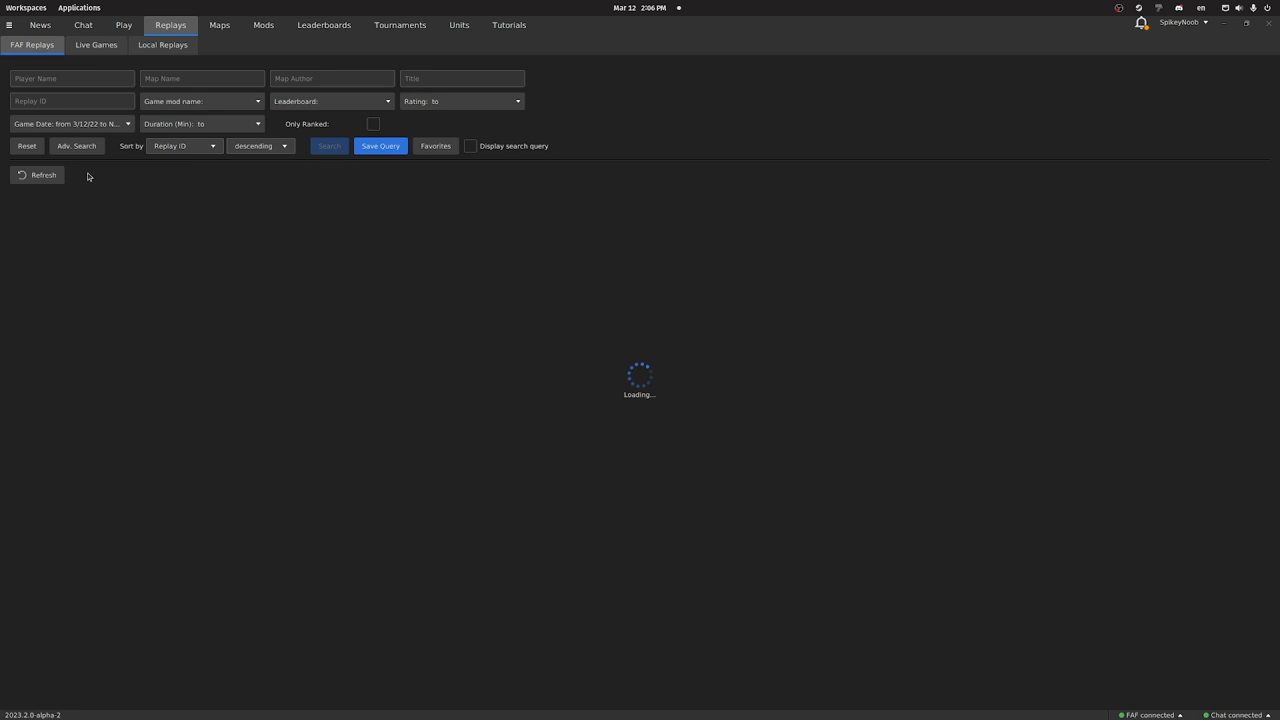 Workspaces Applications Mar 12 2:06 PM en
News Chat Play Replays Maps Mods Leaderboards Tournaments Units Tutorials SpikeyNoob
FAF Replays Live Games Local Replays
Player Name Map Name Map Author Title
Replay ID Game mod name: Leaderboard: Rating: to
Game Date: from 3/12/22 to N... Duration (Min): to Only Ranked:
Reset Adv. Search Sort by Replay ID descending Search Save Query Favorites Display search query
Refresh
Loading...
2023.2.0-alpha-2 FAF connected Chat connected